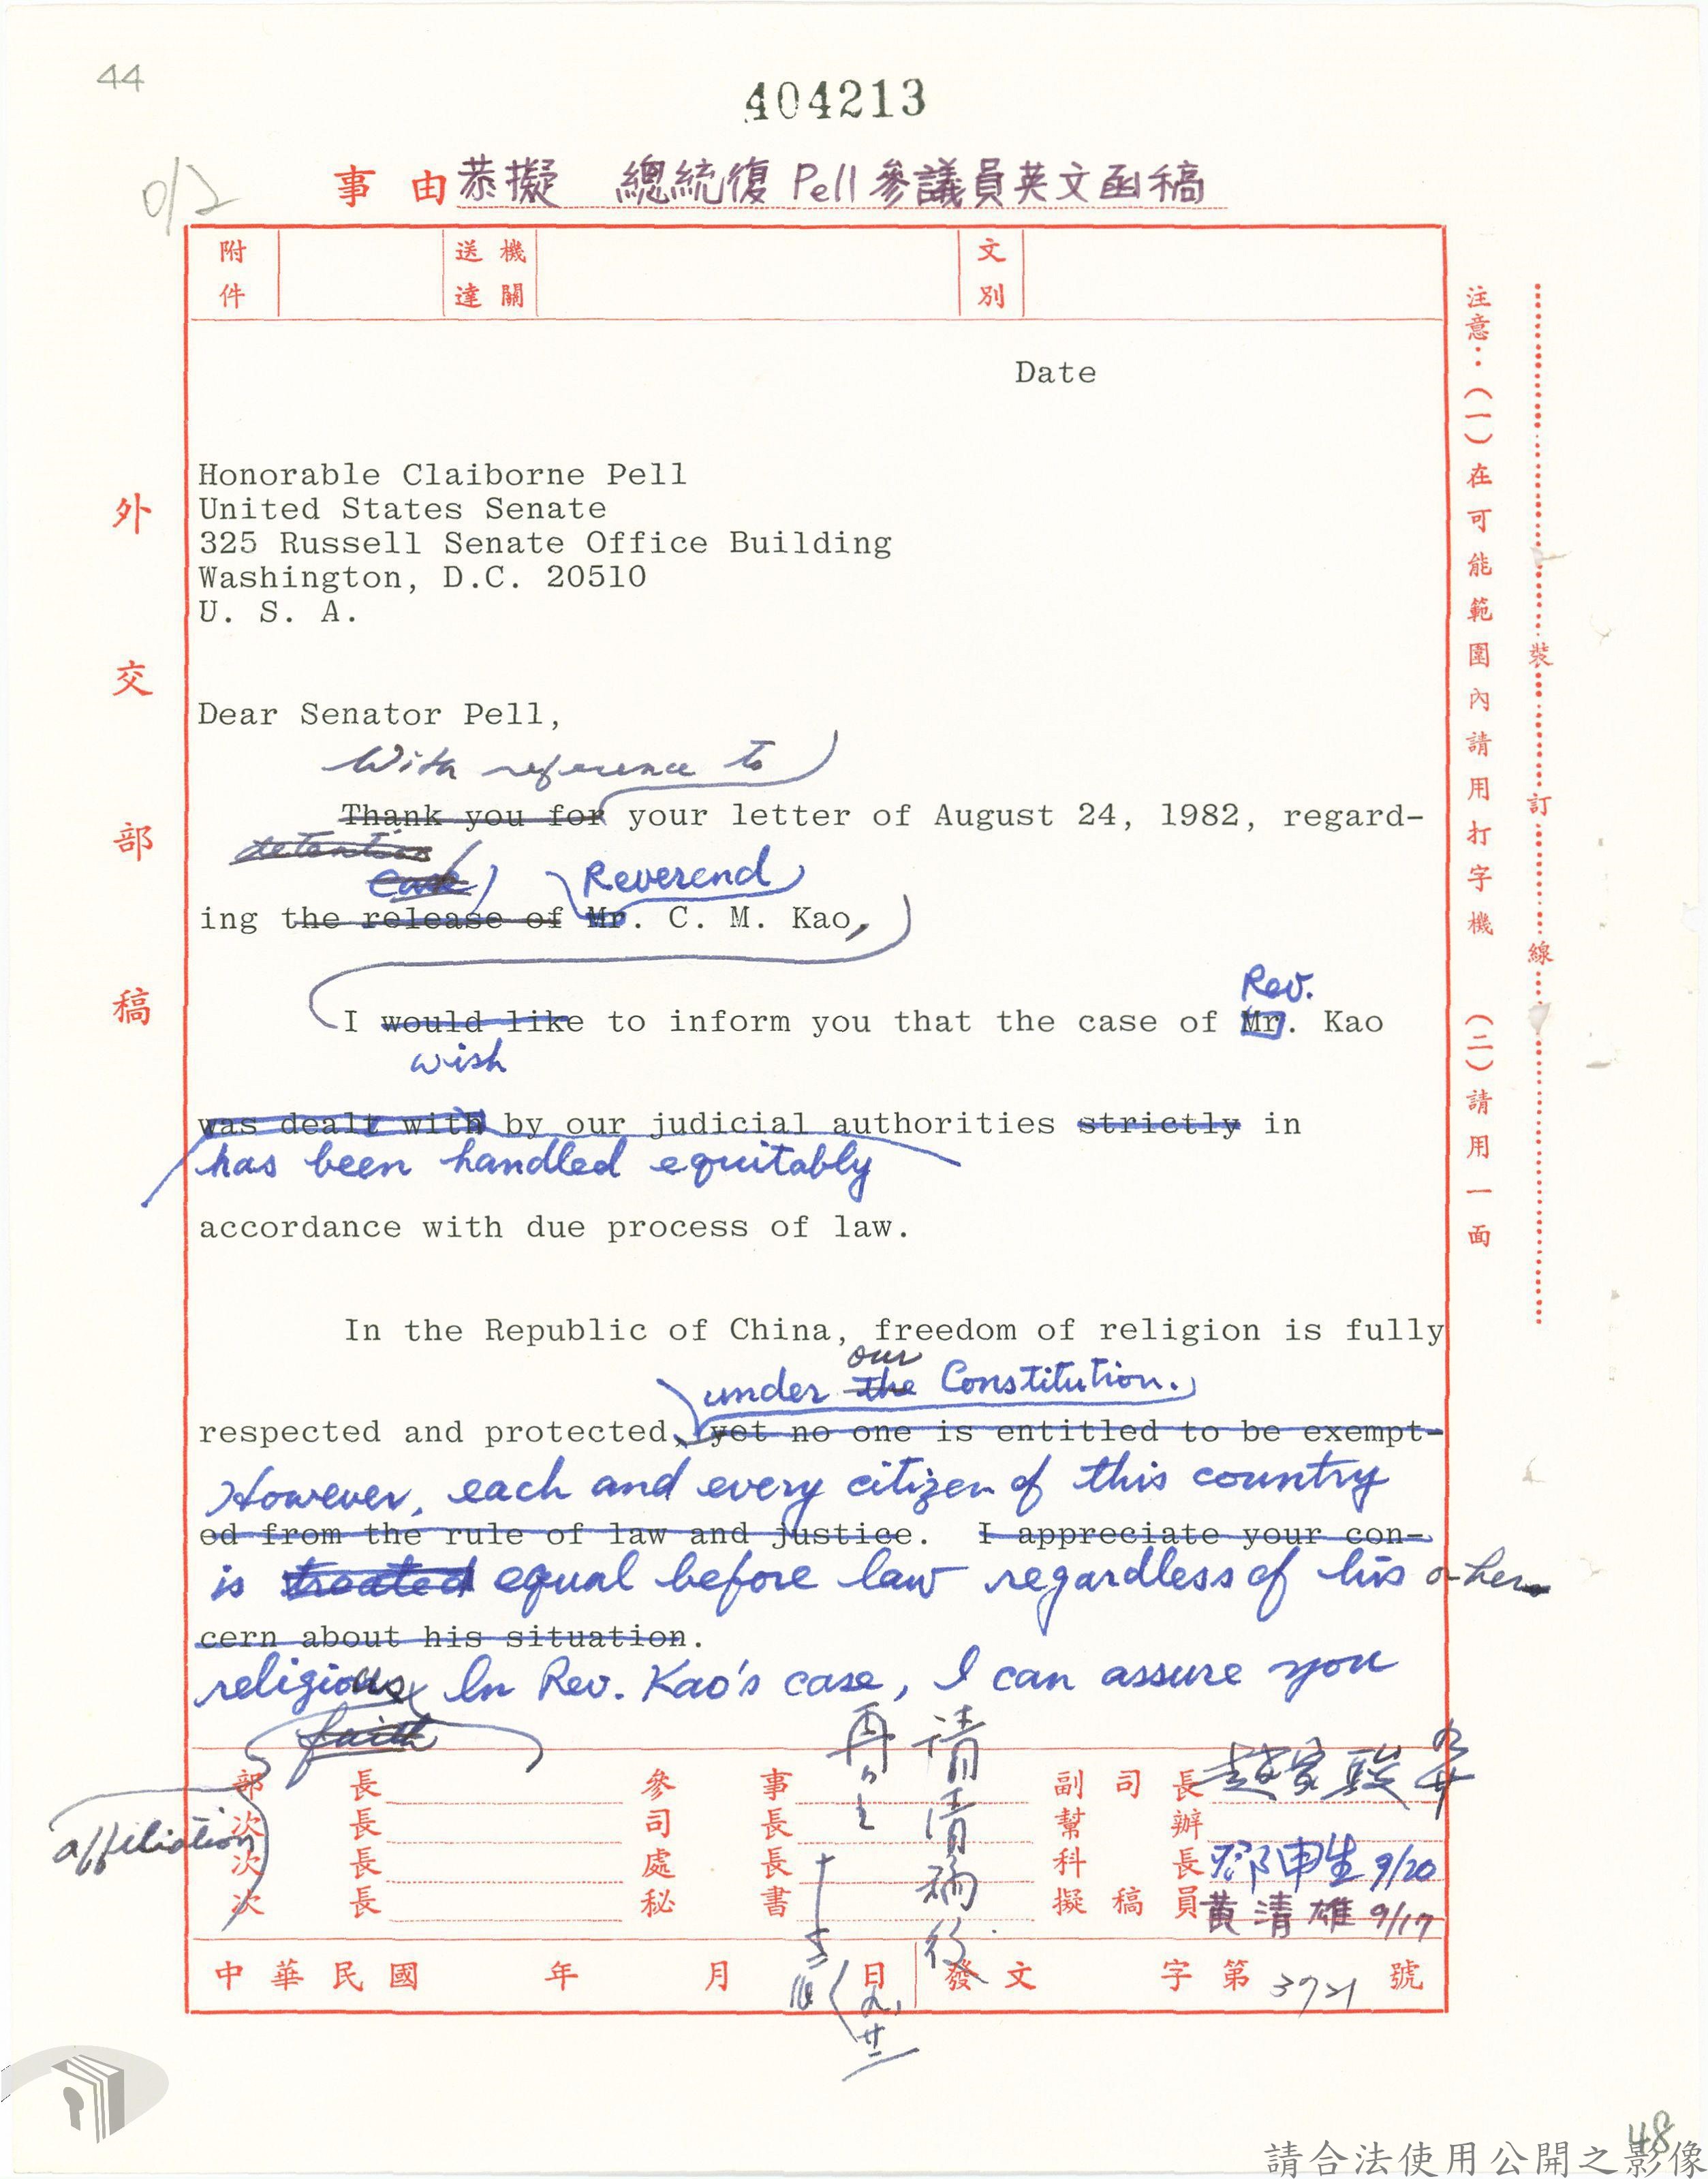 44
404213
0/2
事由 恭擬 總統復Pell參議員英文函稿
附件
送達機關
文別
外交部稿
注意：(一)在可能範圍內請用打字機 (二)請用一面
裝訂線
Date
Honorable Claiborne Pell
United States Senate
325 Russell Senate Office Building
Washington, D.C. 20510
U. S. A.
Dear Senator Pell,
With reference to
Thank you for your letter of August 24, 1982, regard-
detention
case Reverend
ing the release of Mr. C. M. Kao,
Rev.
I would like to inform you that the case of Mr. Kao
wish
was dealt with by our judicial authorities strictly in
has been handled equitably
accordance with due process of law.
In the Republic of China, freedom of religion is fully
our
under the Constitution.
respected and protected, yet no one is entitled to be exempt-
However, each and every citizen of this country
ed from the rule of law and justice. I appreciate your con-
is treated equal before law regardless of his or her
cern about his situation.
religious In Rev. Kao's case, I can assure you
faith
affiliation
部長 參事 副司長 趙家駿
次長 司長 幫辦
次長 處長 科長 鄧申生 9/20
次長 秘書 擬稿員 黃清雄 9/17
請清稿後
再
中華民國 年 月 日 發文 字第3721號
48
請合法使用公開之影像